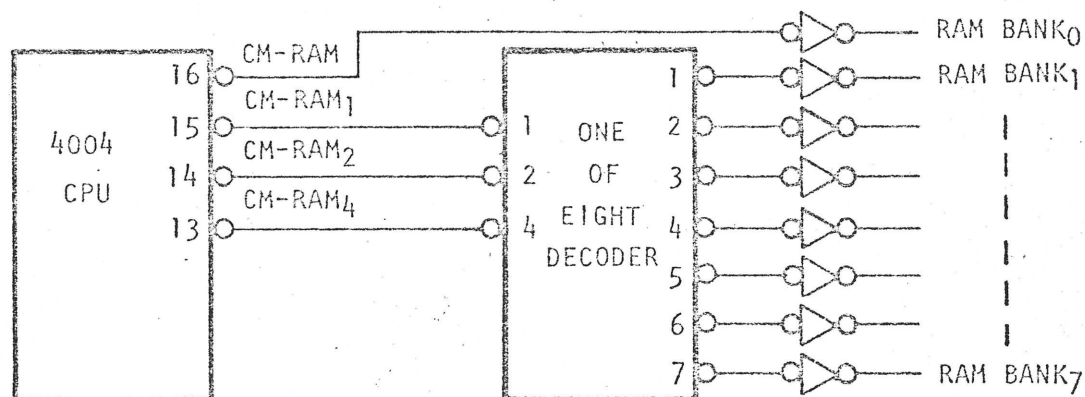 4004
CPU
16
15
14
13
CM-RAM
CM-RAM₁
CM-RAM₂
CM-RAM₄
1
2
4
ONE
OF
EIGHT
DECODER
1
2
3
4
5
6
7
RAM BANK₀
RAM BANK₁
RAM BANK₇